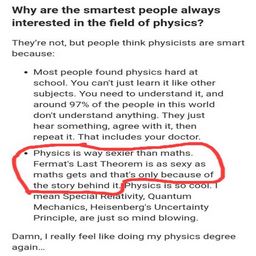 Why are the smartest people always
interested in the field of physics?
They're not, but people think physicists are smart
because:
• Most people found physics hard at
school. You can't just learn it like other
subjects. You need to understand it, and
around 97% of the people in this world
don't understand anything. They just
hear something, agree with it, then
repeat it. That includes your doctor.
• Physics is way sexier than maths.
Fermat's Last Theorem is as sexy as
maths gets and that's only because of
the story behind it. Physics is so cool. I
mean Special Relativity, Quantum
Mechanics, Heisenberg's Uncertainty
Principle, are just so mind blowing.
Damn, I really feel like doing my physics degree
again...